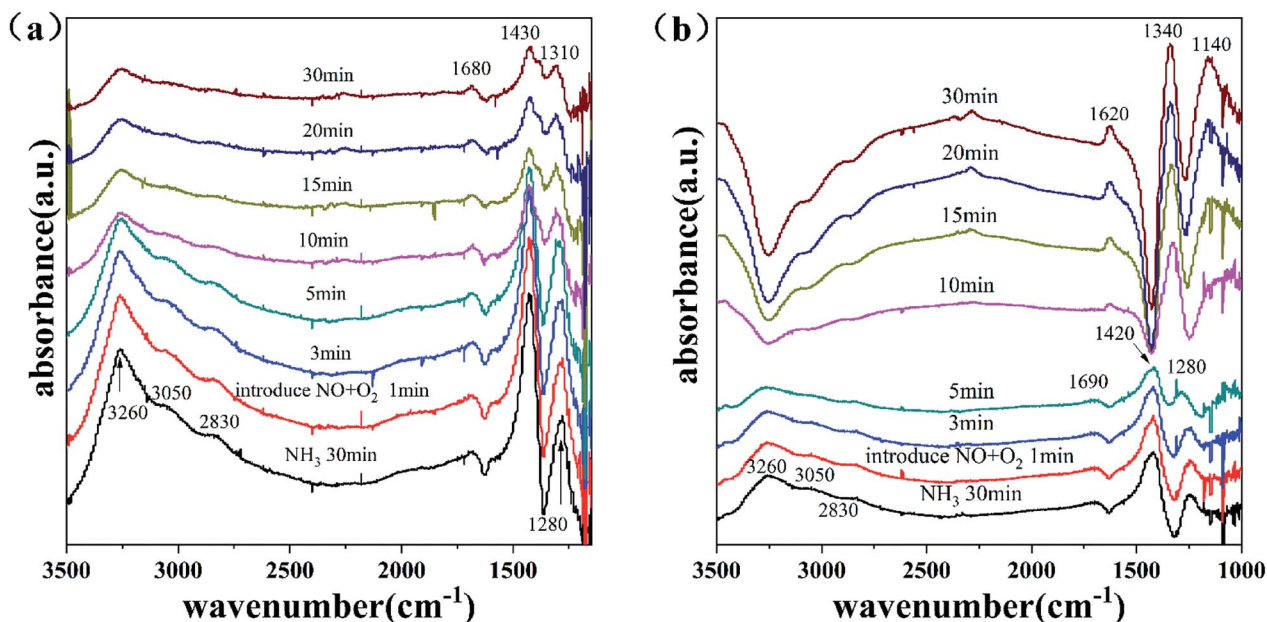 (a)
1430
1310
1680
30min
20min
15min
10min
5min
3min
introduce NO+O₂ 1min
3050
3260
2830
NH₃ 30min
1280
absorbance(a.u.)
3500 3000 2500 2000 1500
wavenumber(cm⁻¹)
(b)
1340
1140
30min
1620
20min
15min
10min
1420
1280
1690
5min
3min
introduce NO+O₂ 1min
3260
3050
NH₃ 30min
2830
absorbance(a.u.)
3500 3000 2500 2000 1500 1000
wavenumber(cm⁻¹)